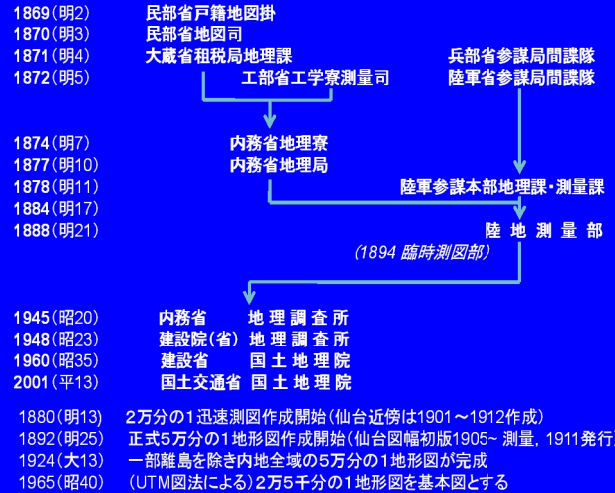 1869(明2) 民部省戸籍地図掛
1870(明3) 民部省地図司
1871(明4) 大蔵省租税局地理課 兵部省参謀局間諜隊
1872(明5) 工部省工学寮測量司 陸軍省参謀局間諜隊
1874(明7) 内務省地理寮
1877(明10) 内務省地理局
1878(明11) 陸軍参謀本部地理課・測量課
1884(明17)
1888(明21) 陸地測量部
(1894 臨時測図部)
1945(昭20) 内務省 地理調査所
1948(昭23) 建設院(省) 地理調査所
1960(昭35) 建設省 国土地理院
2001(平13) 国土交通省 国土地理院
1880(明13) 2万分の1迅速測図作成開始(仙台近傍は1901～1912作成)
1892(明25) 正式5万分の1地形図作成開始(仙台図幅初版1905~ 測量, 1911発行)
1924(大13) 一部離島を除き内地全域の5万分の1地形図が完成
1965(昭40) (UTM図法による)2万5千分の1地形図を基本図とする